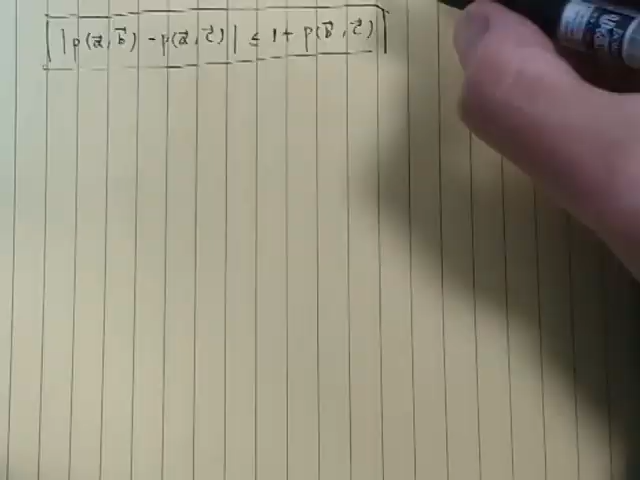 |p(a⃗, b⃗) - p(a⃗, c⃗)| ≤ 1 + p(b⃗, c⃗)